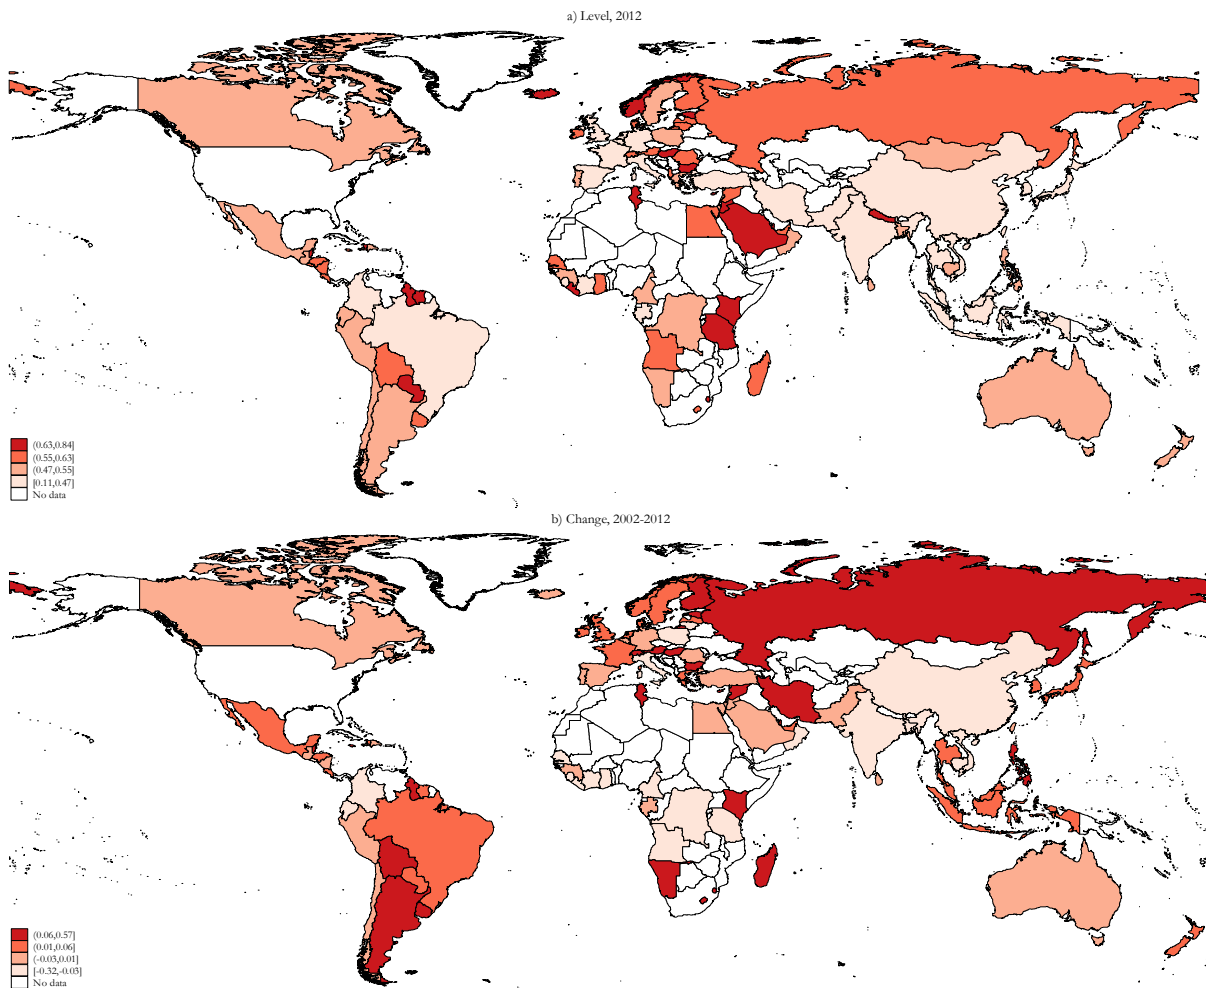 a) Level, 2012
(0.63,0.84]
(0.55,0.63]
(0.47,0.55]
[0.11,0.47]
No data
b) Change, 2002-2012
(0.06,0.57]
(0.01,0.06]
(-0.03,0.01]
[-0.32,-0.03]
No data